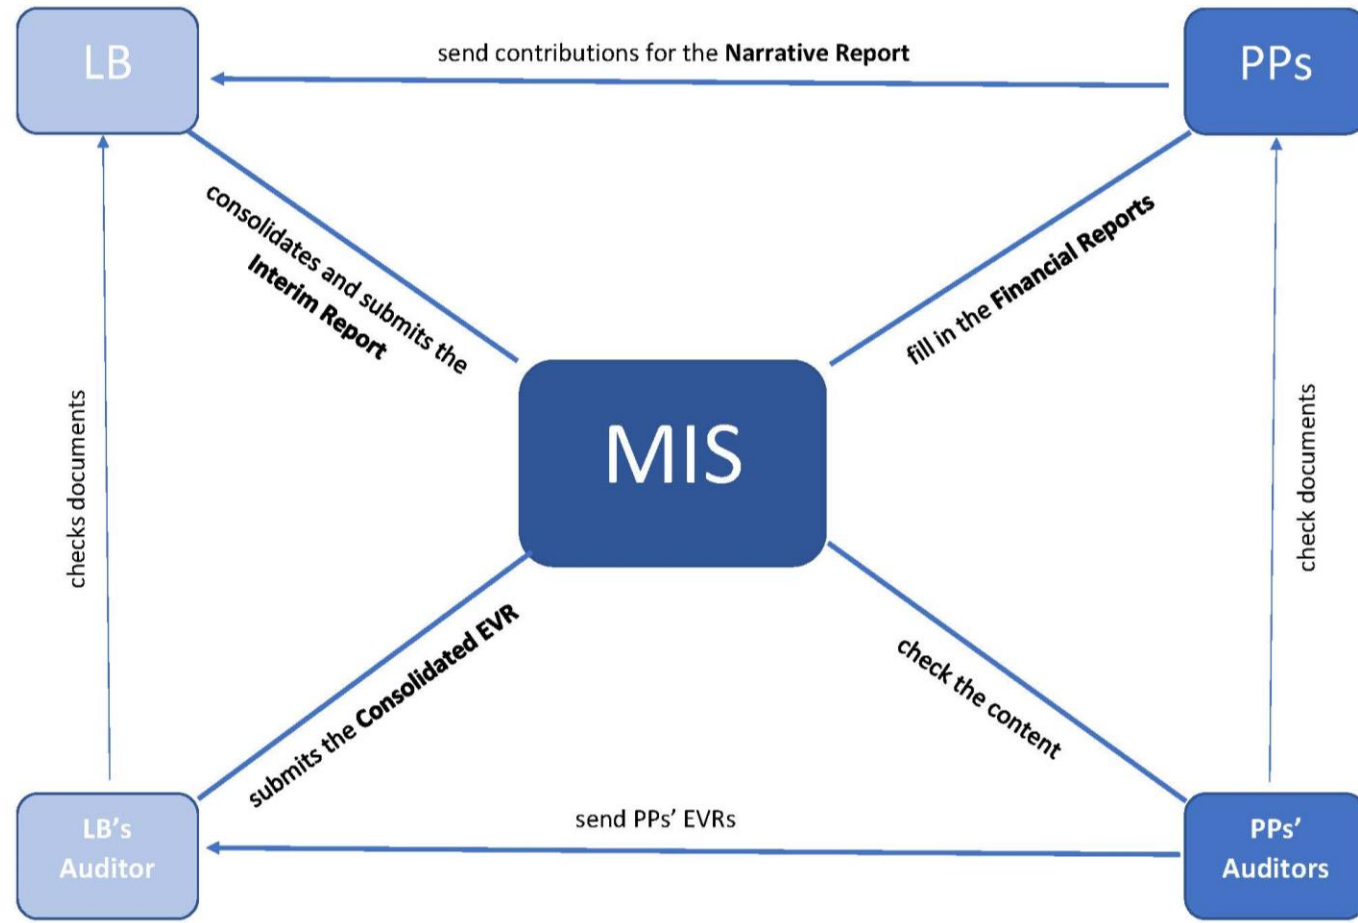 LB
send contributions for the Narrative Report
PPs
consolidates and submits the
Interim Report
fill in the Financial Reports
MIS
checks documents
check documents
submits the Consolidated EVR
check the content
LB's
Auditor
send PPs’ EVRs
PPs’
Auditors